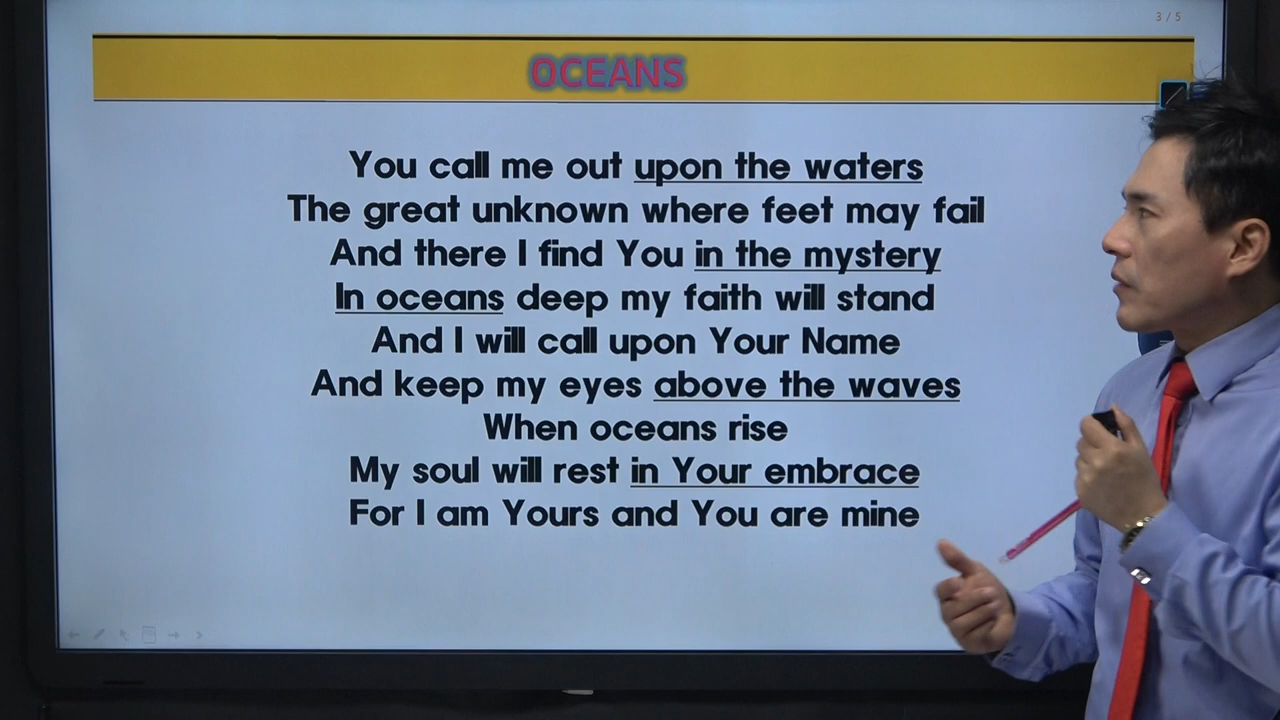 3 / 5
OCEANS
You call me out upon the waters
The great unknown where feet may fail
And there I find You in the mystery
In oceans deep my faith will stand
And I will call upon Your Name
And keep my eyes above the waves
When oceans rise
My soul will rest in Your embrace
For I am Yours and You are mine